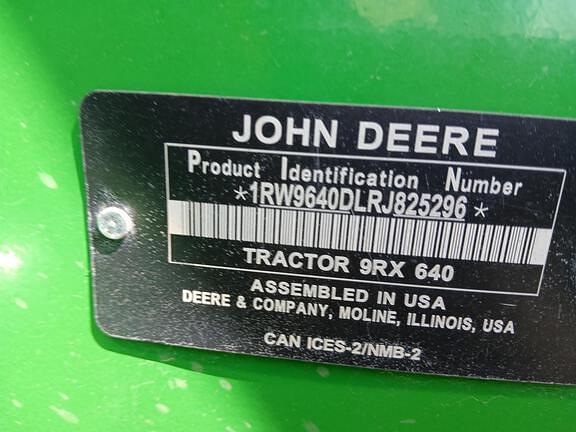 JOHN DEERE
Product Identification Number
*1RW9640DLRJ825296*
TRACTOR 9RX 640
ASSEMBLED IN USA
DEERE & COMPANY, MOLINE, ILLINOIS, USA
CAN ICES-2/NMB-2